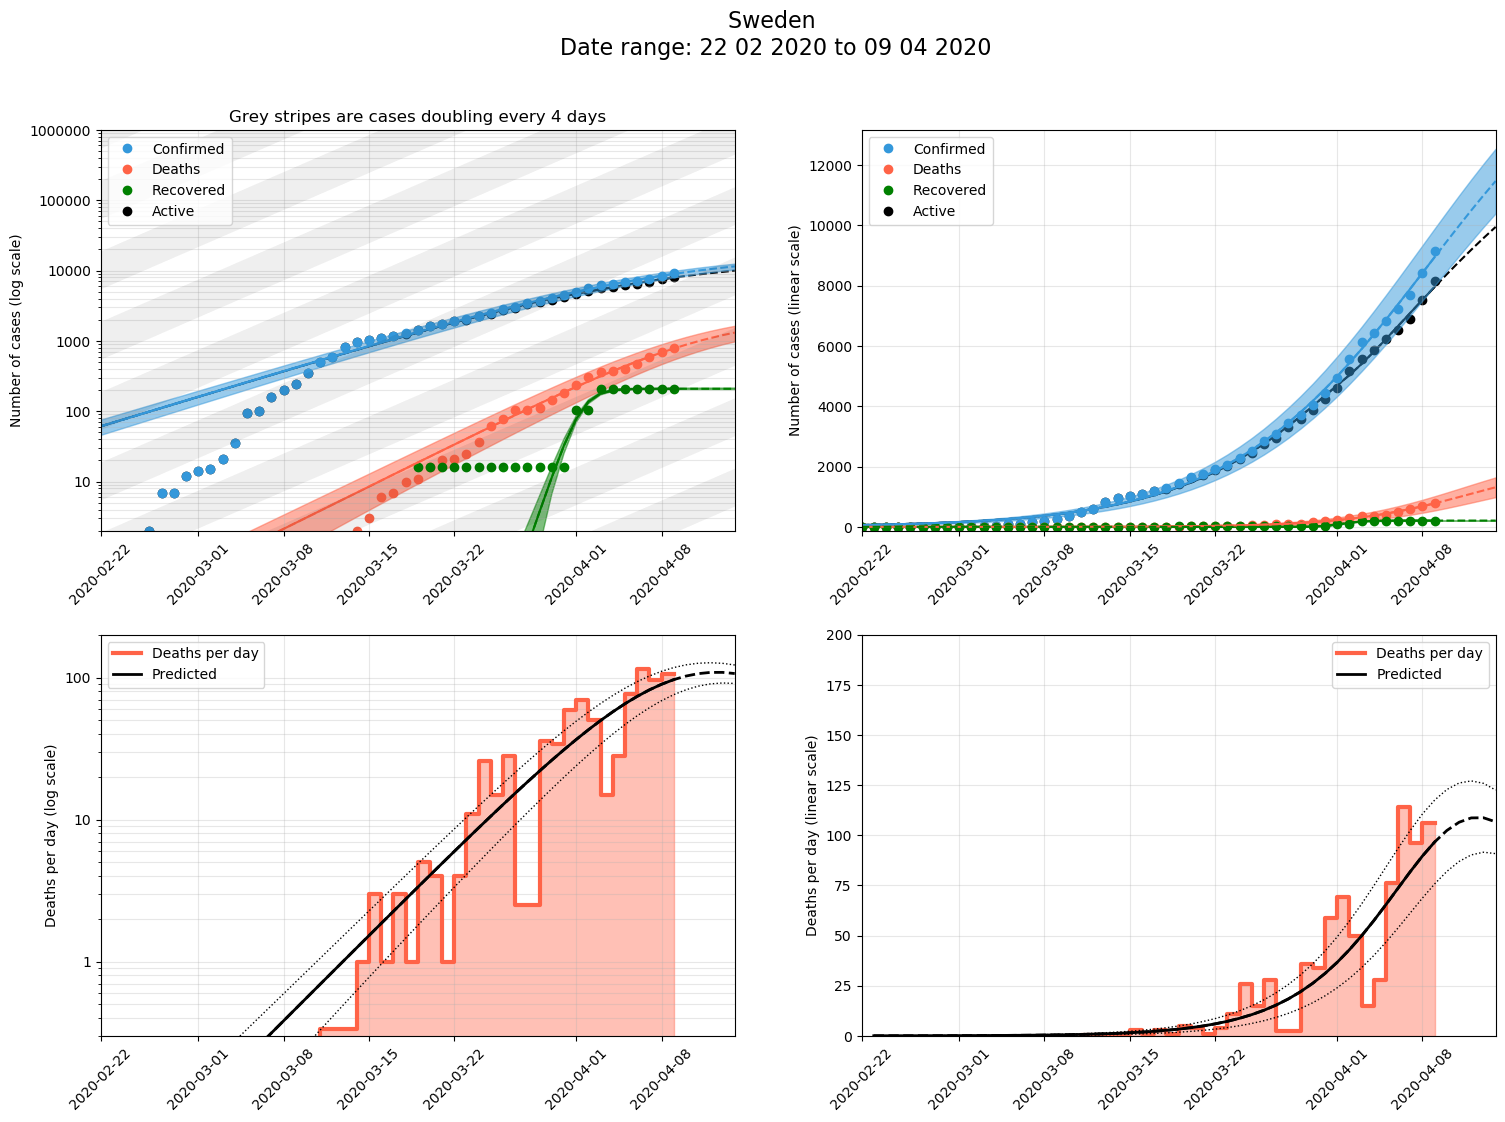 Sweden
Date range: 22 02 2020 to 09 04 2020
Grey stripes are cases doubling every 4 days
Number of cases (log scale)
1000000
100000
10000
1000
100
10
Confirmed
Deaths
Recovered
Active
2020-02-22
2020-03-01
2020-03-08
2020-03-15
2020-03-22
2020-04-01
2020-04-08
Number of cases (linear scale)
12000
10000
8000
6000
4000
2000
0
Confirmed
Deaths
Recovered
Active
2020-02-22
2020-03-01
2020-03-08
2020-03-15
2020-03-22
2020-04-01
2020-04-08
Deaths per day (log scale)
100
10
1
Deaths per day
Predicted
2020-02-22
2020-03-01
2020-03-08
2020-03-15
2020-03-22
2020-04-01
2020-04-08
Deaths per day (linear scale)
200
175
150
125
100
75
50
25
0
Deaths per day
Predicted
2020-02-22
2020-03-01
2020-03-08
2020-03-15
2020-03-22
2020-04-01
2020-04-08